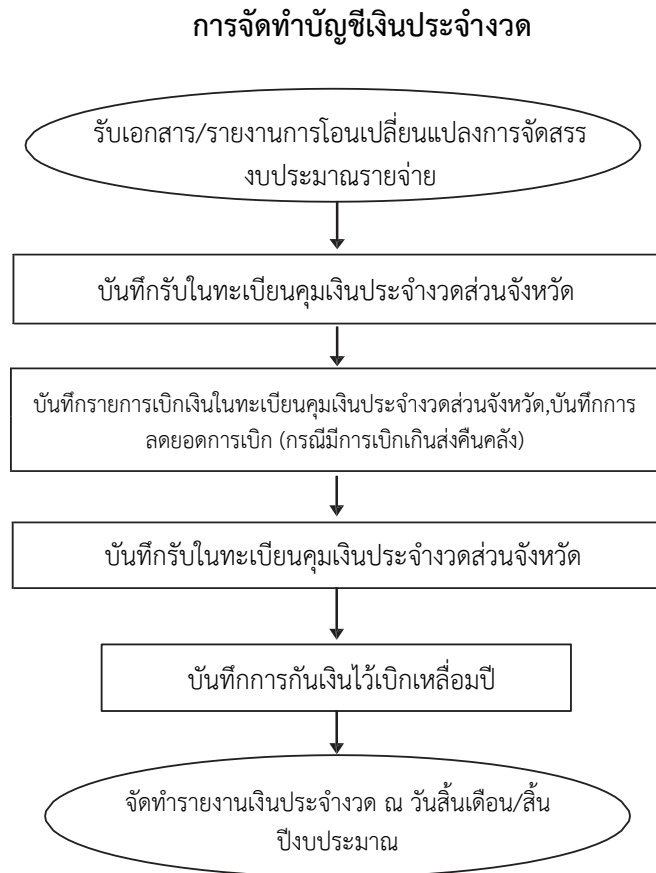 การจัดทำบัญชีเงินประจำงวด
รับเอกสาร/รายงานการโอนเปลี่ยนแปลงการจัดสรร
งบประมาณรายจ่าย
บันทึกรับในทะเบียนคุมเงินประจำงวดส่วนจังหวัด
บันทึกรายการเบิกเงินในทะเบียนคุมเงินประจำงวดส่วนจังหวัด,บันทึกการ
ลดยอดการเบิก (กรณีมีการเบิกเกินส่งคืนคลัง)
บันทึกรับในทะเบียนคุมเงินประจำงวดส่วนจังหวัด
บันทึกการกันเงินไว้เบิกเหลื่อมปี
จัดทำรายงานเงินประจำงวด ณ วันสิ้นเดือน/สิ้น
ปีงบประมาณ